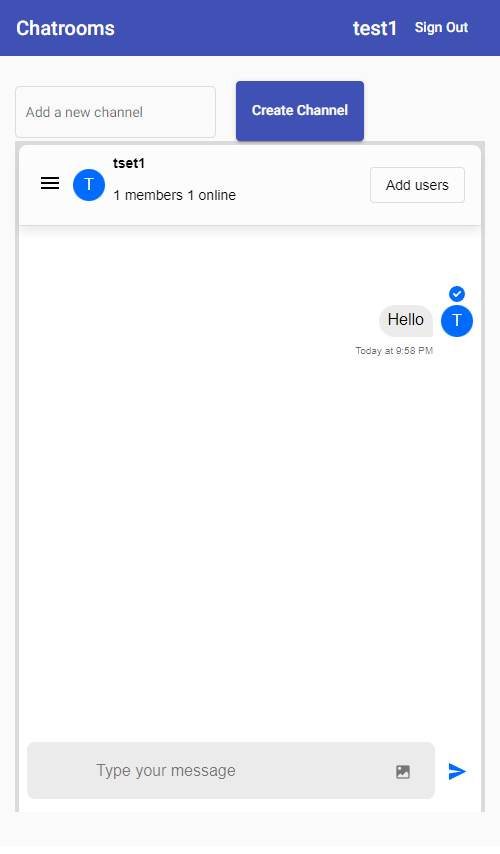 Chatrooms test1 Sign Out
Add a new channel Create Channel
tset1
T 1 members 1 online Add users
Hello T
Today at 9:58 PM
Type your message